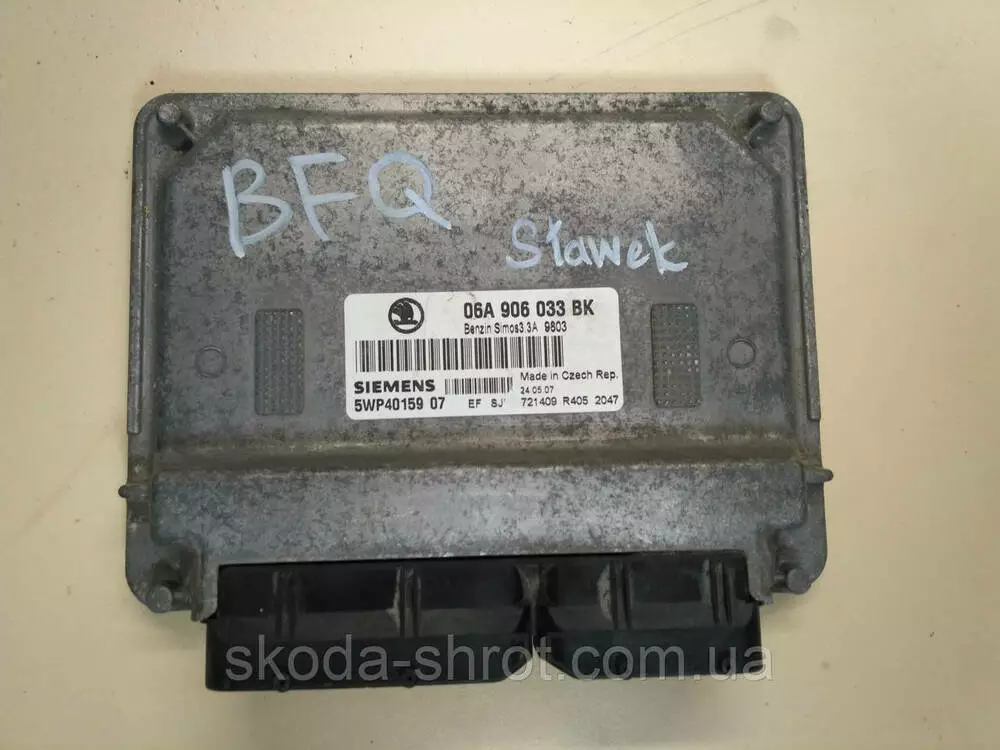 BFQ
Sławek
06A 906 033 BK
Benzin Simos3.3A 9803
SIEMENS
Made in Czech Rep.
24.05.07
5WP40159 07 EF SJ' 721409 R405 2047
skoda-shrot.com.ua